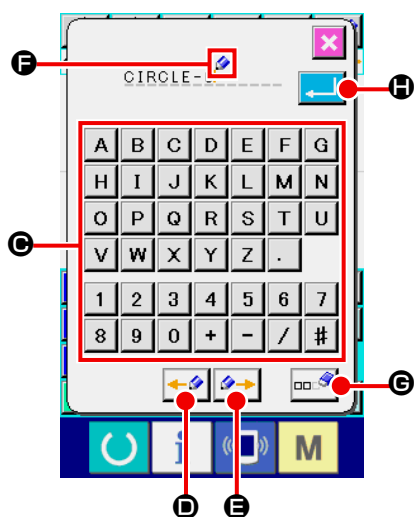 F
CIRCLE-
H
A B C D E F G
H I J K L M N
O P Q R S T U
C
V W X Y Z .
1 2 3 4 5 6 7
8 9 0 + - / #
G
i M
D E